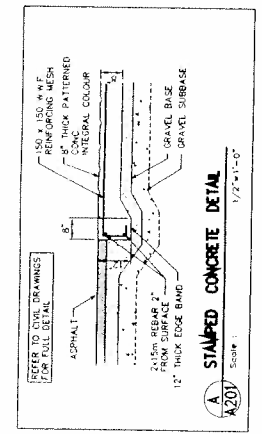 REFER TO CIVIL DRAWINGS
FOR FULL DETAIL
150 x 150 W.W.F.
REINFORCING MESH
8" THICK PATTERNED
CONC.
INTEGRAL COLOUR
ASPHALT
8"
GRAVEL BASE
GRAVEL SUBBASE
2x15m REBAR 2"
FROM SURFACE
12" THICK EDGE BAND
A
A201
STAMPED CONCRETE DETAIL
Scale :
1/2"=1'-0"